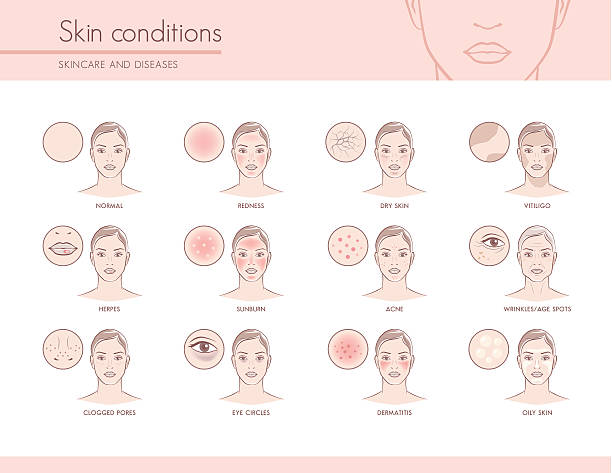 Skin conditions
SKINCARE AND DISEASES
NORMAL
REDNESS
DRY SKIN
VITILIGO
HERPES
SUNBURN
ACNE
WRINKLES/AGE SPOTS
CLOGGED PORES
EYE CIRCLES
DERMATITIS
OILY SKIN